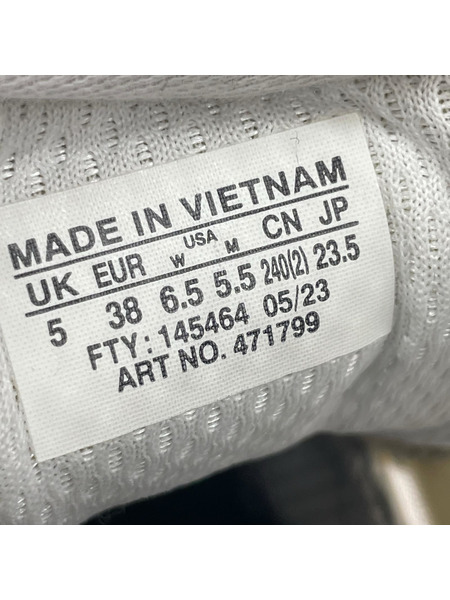 MADE IN VIETNAM
UK EUR USA W M CN JP
5 38 6.5 5.5 240(2) 23.5
FTY: 145464 05/23
ART NO. 471799